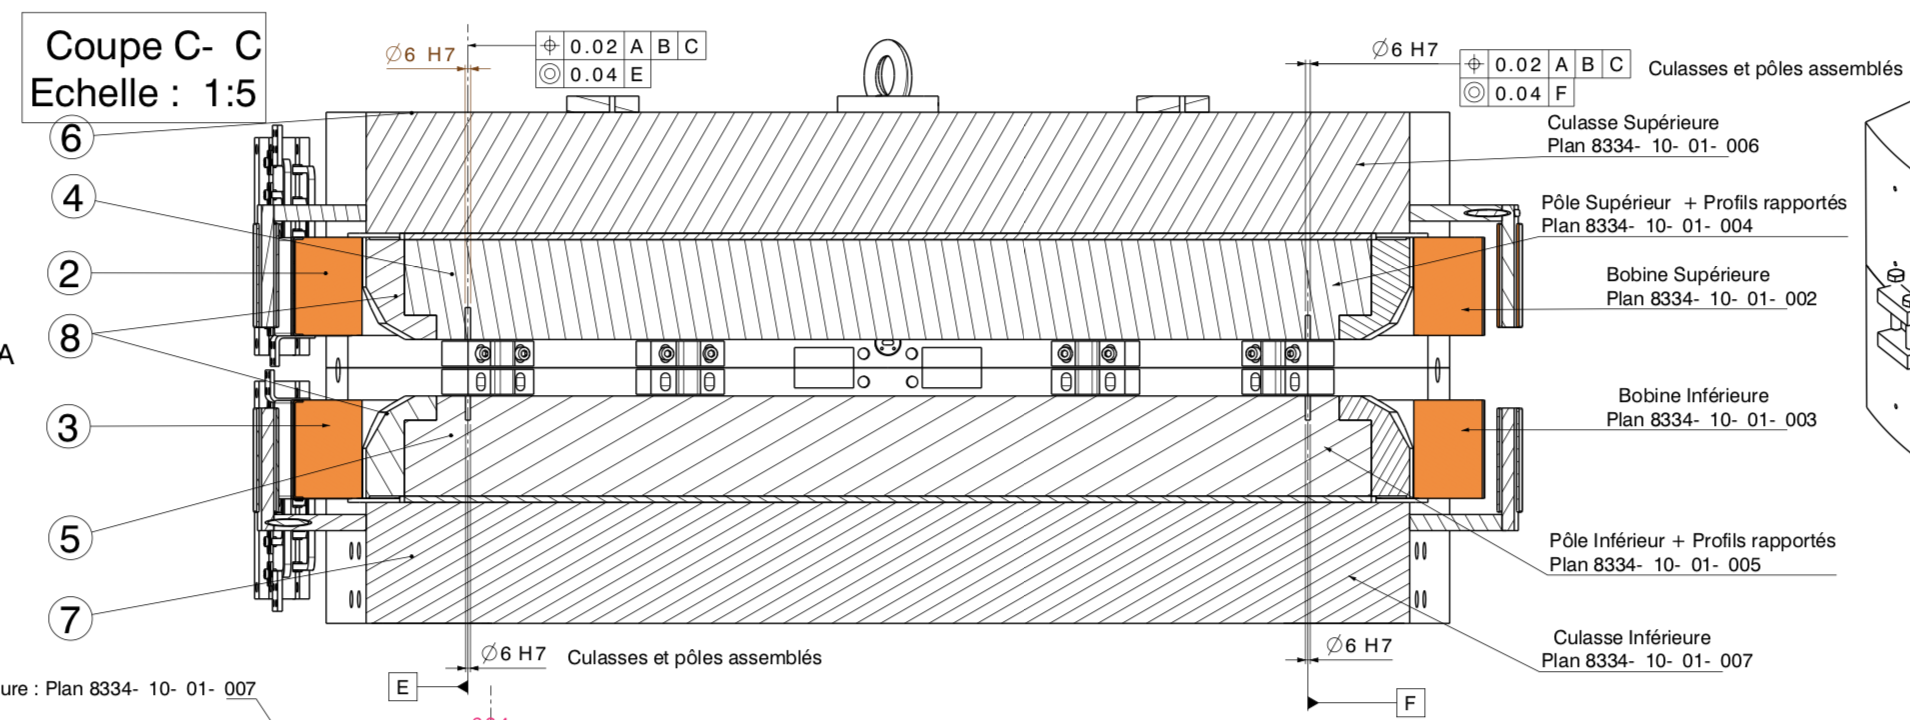 Coupe C- C
Echelle : 1:5
∅6 H7
⌖ 0.02 A B C
◎ 0.04 E
∅6 H7
⌖ 0.02 A B C
◎ 0.04 F
Culasses et pôles assemblés
6
Culasse Supérieure
Plan 8334- 10- 01- 006
4
Pôle Supérieur + Profils rapportés
Plan 8334- 10- 01- 004
2
Bobine Supérieure
Plan 8334- 10- 01- 002
8
A
3
Bobine Inférieure
Plan 8334- 10- 01- 003
5
Pôle Inférieur + Profils rapportés
Plan 8334- 10- 01- 005
7
Culasse Inférieure
Plan 8334- 10- 01- 007
∅6 H7
Culasses et pôles assemblés
∅6 H7
E
F
ure : Plan 8334- 10- 01- 007